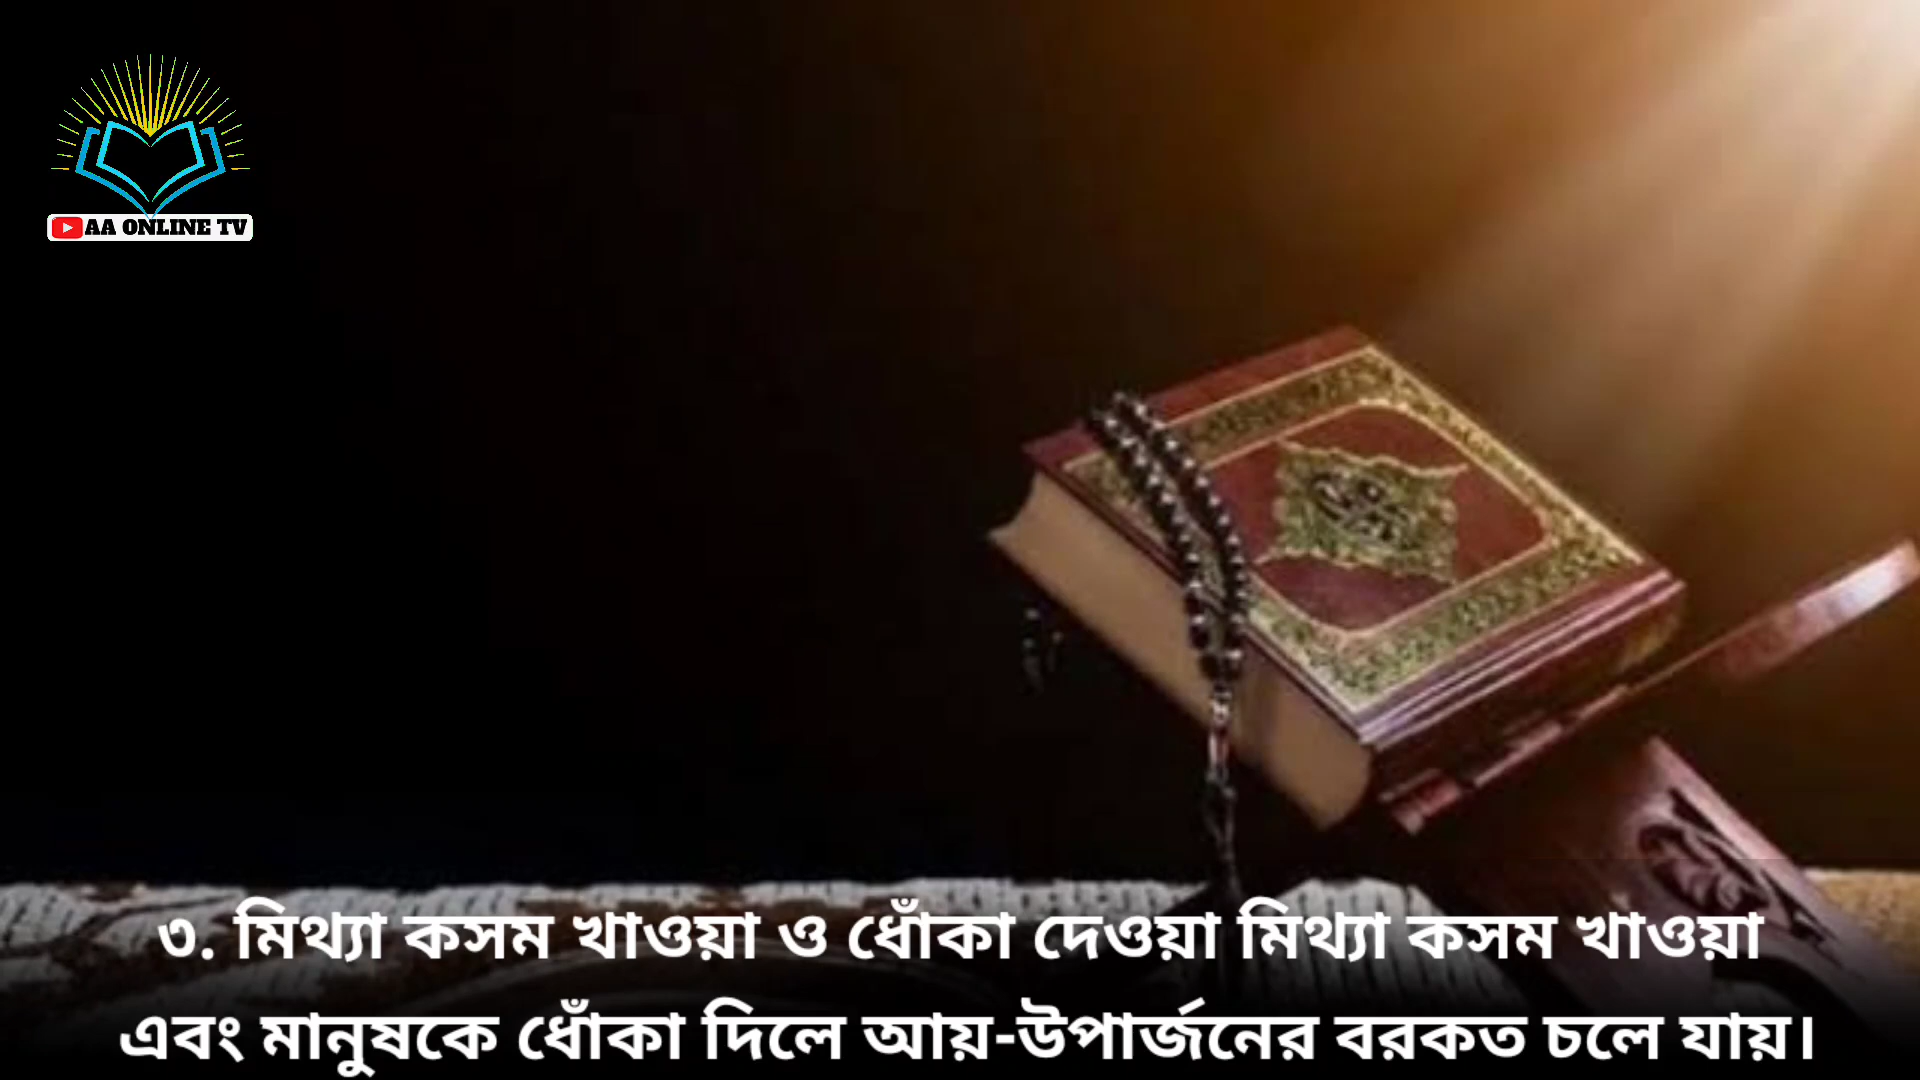 AA ONLINE TV
৩. মিথ্যা কসম খাওয়া ও ধোঁকা দেওয়া মিথ্যা কসম খাওয়া
এবং মানুষকে ধোঁকা দিলে আয়-উপার্জনের বরকত চলে যায়।